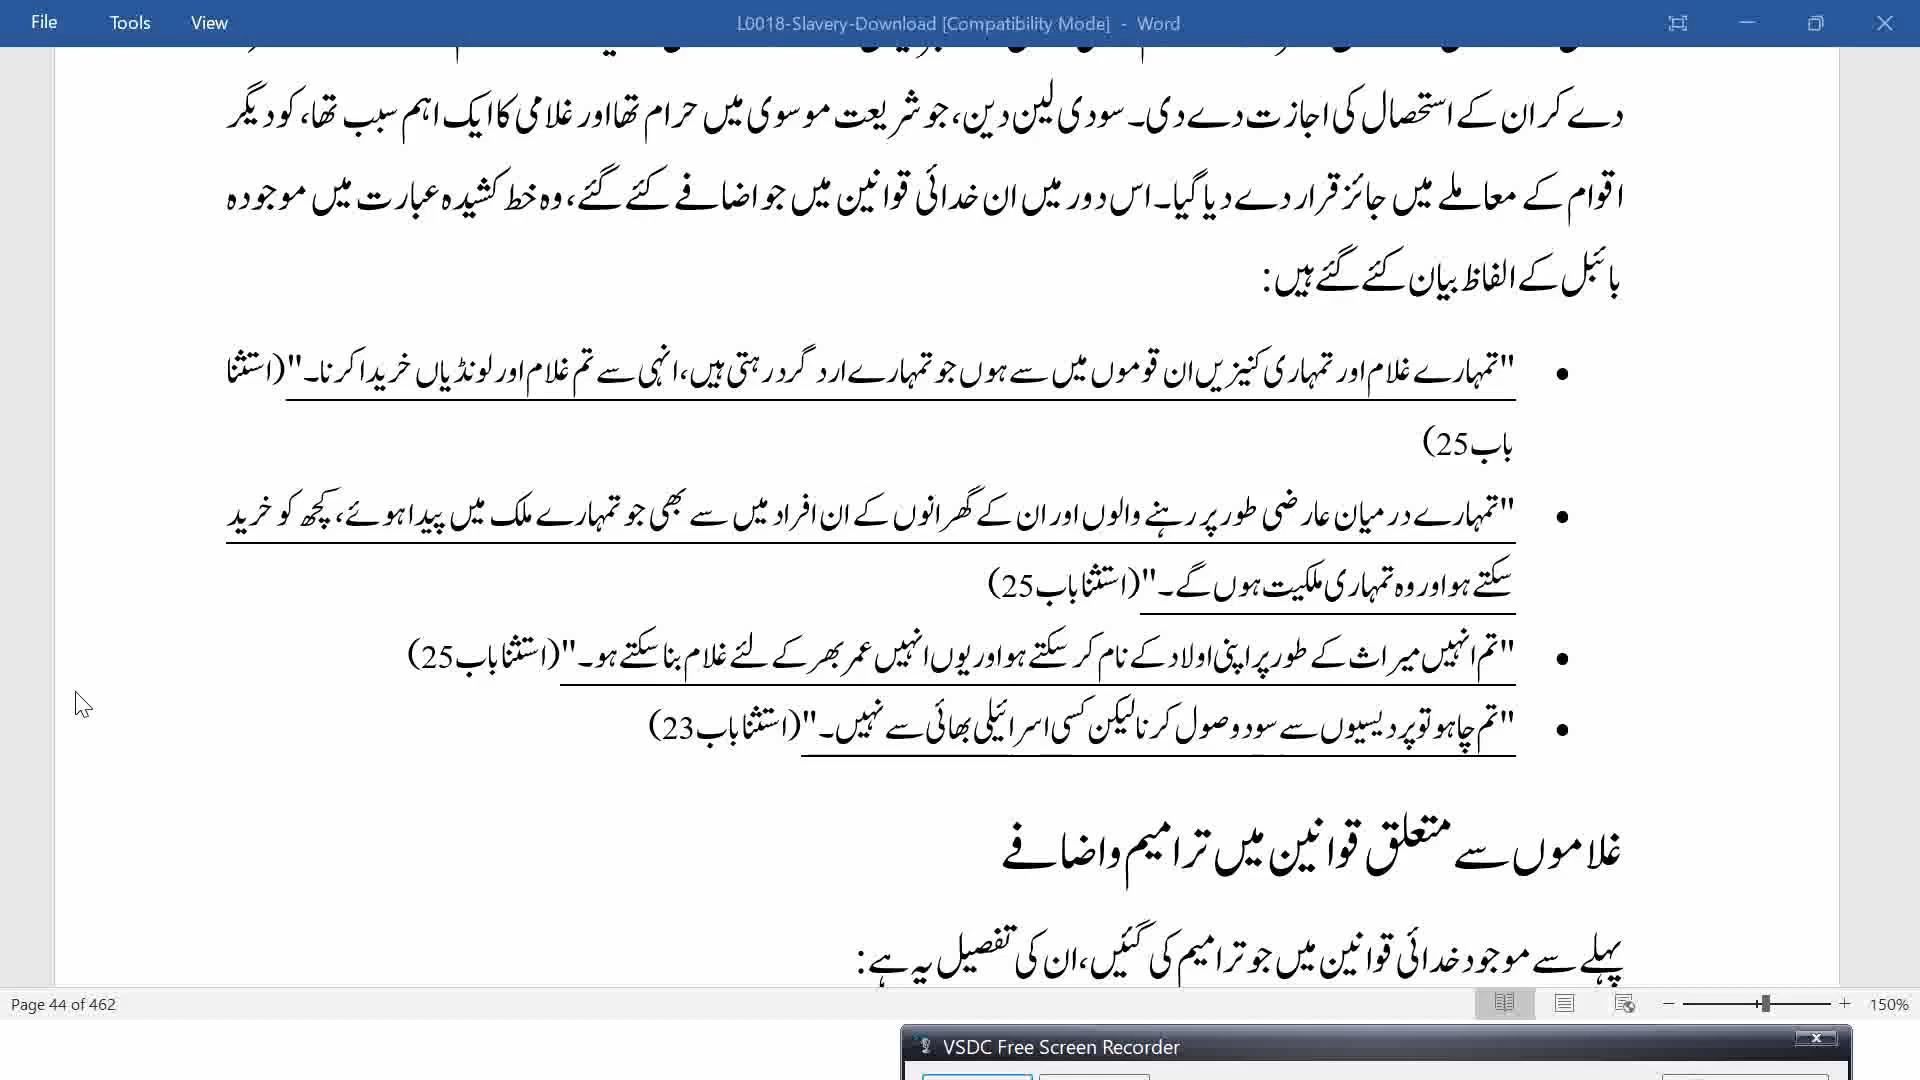 File Tools View L0018-Slavery-Download [Compatibility Mode] - Word
دے کر ان کے استحصال کی اجازت دے دی۔ سودی لین دین، جو شریعت موسوی میں حرام تھا اور غلامی کا ایک اہم سبب تھا، کو دیگر
اقوام کے معاملے میں جائز قرار دے دیا گیا۔ اس دور میں ان خدائی قوانین میں جو اضافے کئے گئے، وہ خط کشیدہ عبارت میں موجودہ
بائبل کے الفاظ بیان کئے گئے ہیں:
• "تمہارے غلام اور تمہاری کنیزیں ان قوموں میں سے ہوں جو تمہارے ارد گرد رہتی ہیں، انہی سے تم غلام اور لونڈیاں خریدا کرنا۔" (استثنا
باب 25)
• "تمہارے درمیان عارضی طور پر رہنے والوں اور ان کے گھرانوں کے ان افراد میں سے بھی جو تمہارے ملک میں پیدا ہوئے، کچھ کو خرید
سکتے ہو اور وہ تمہاری ملکیت ہوں گے۔" (استثنا باب 25)
• "تم انہیں میراث کے طور پر اپنی اولاد کے نام کر سکتے ہو اور یوں انہیں عمر بھر کے لئے غلام بنا سکتے ہو۔" (استثنا باب 25)
• "تم چاہو تو پردیسیوں سے سود وصول کرنا لیکن کسی اسرائیلی بھائی سے نہیں۔" (استثنا باب 23)
غلاموں سے متعلق قوانین میں ترامیم و اضافے
پہلے سے موجود خدائی قوانین میں جو ترامیم کی گئیں، ان کی تفصیل یہ ہے:
Page 44 of 462 150%
VSDC Free Screen Recorder